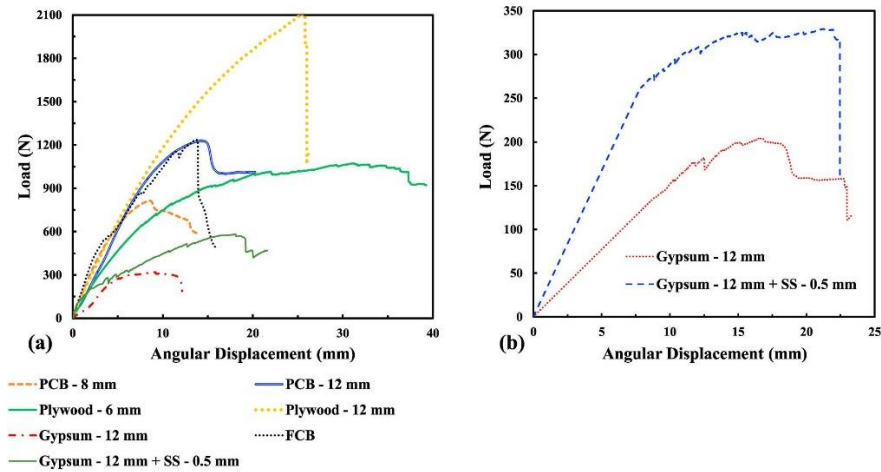 2100
1800
1500
1200
900
600
300
0
Load (N)
0 10 20 30 40
(a)
Angular Displacement (mm)
PCB - 8 mm
PCB - 12 mm
Plywood - 6 mm
Plywood - 12 mm
Gypsum - 12 mm
FCB
Gypsum - 12 mm + SS - 0.5 mm
350
300
250
200
150
100
50
0
Load (N)
Gypsum - 12 mm
Gypsum - 12 mm + SS - 0.5 mm
0 5 10 15 20 25
(b)
Angular Displacement (mm)